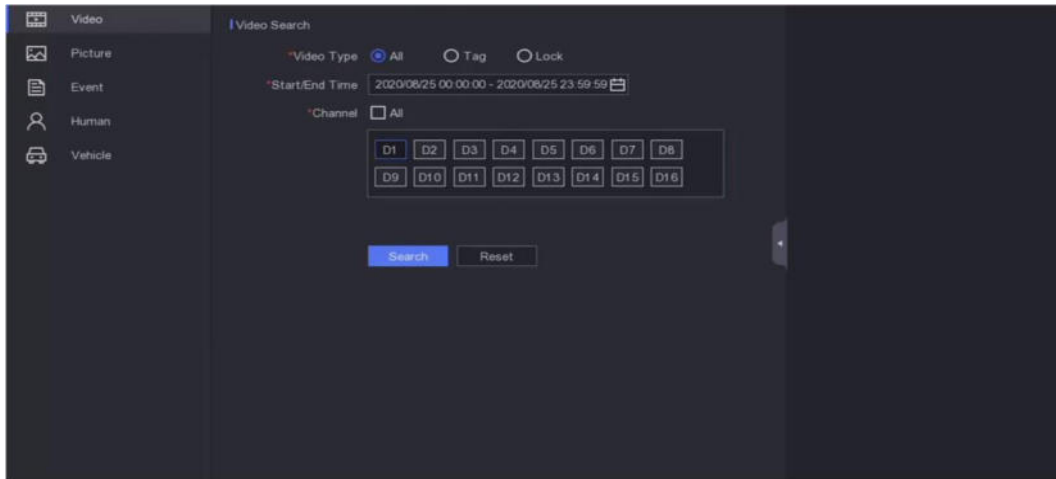 Video
Picture
Event
Human
Vehicle
Video Search
*Video Type All Tag Lock
*Start/End Time 2020/08/25 00:00:00 - 2020/08/25 23:59:59
*Channel All
D1 D2 D3 D4 D5 D6 D7 D8
D9 D10 D11 D12 D13 D14 D15 D16
Search Reset